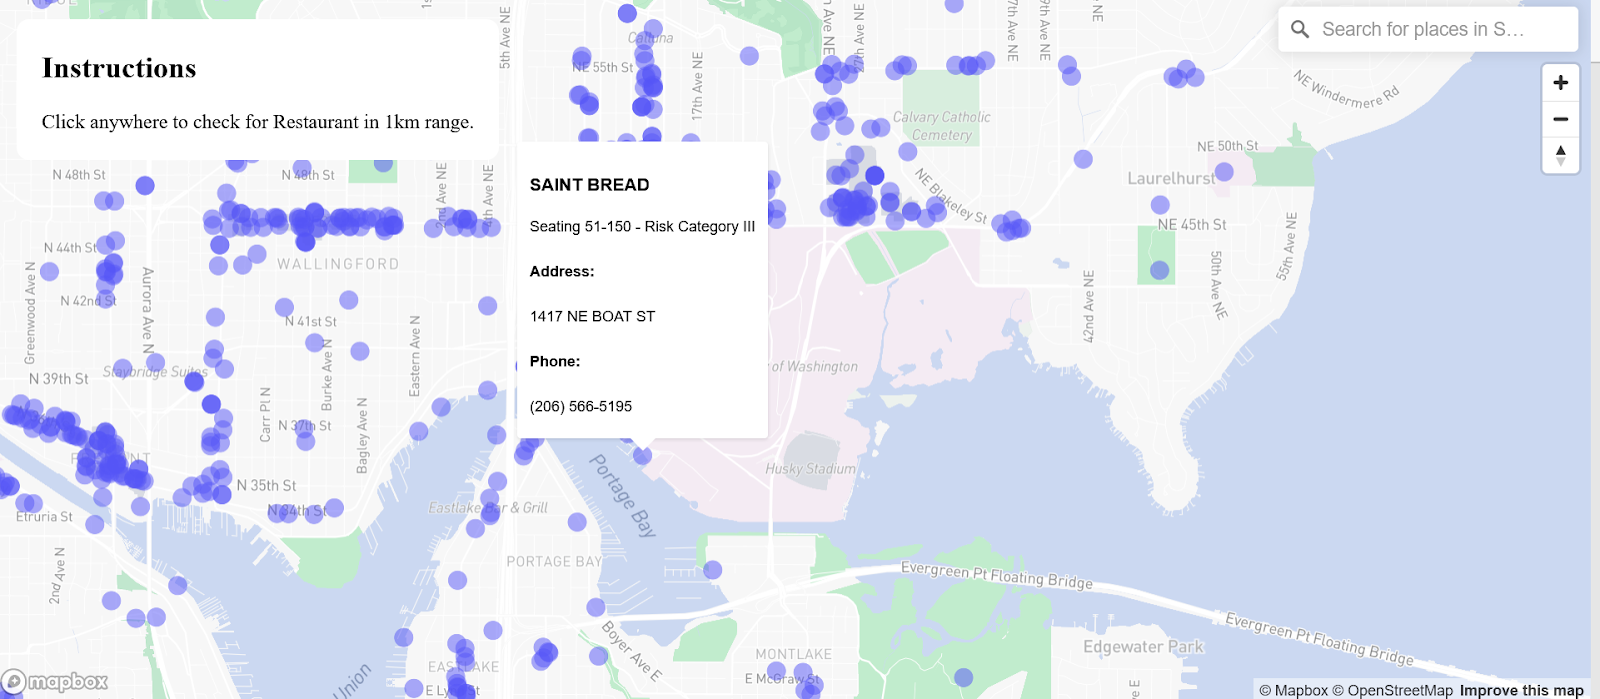 Instructions
Click anywhere to check for Restaurant in 1km range.
Search for places in S…
SAINT BREAD
Seating 51-150 - Risk Category III
Address:
1417 NE BOAT ST
Phone:
(206) 566-5195
5th Ave NE
NE 55th St
17th Ave NE
27th Ave NE
Calvary Catholic
Cemetery
NE Windermere Rd
NE 50th St
Laurelhurst
NE Blakeley St
NE 45th St
50th Ave NE
55th Ave NE
42nd Ave NE
N 48th St
N 48th St
N 44th St
WALLINGFORD
Aurora Ave N
Greenwood Ave N
N 42nd St
N 41st St
Staybridge Suites
N 39th St
Burke Ave N
Eastern Ave N
Carr Pl N
N 37th St
Bagley Ave N
N 35th St
N 34th St
Etruria St
2nd Ave N
of Washington
Husky Stadium
Portage Bay
Eastlake Bar & Grill
PORTAGE BAY
Evergreen Pt Floating Bridge
Evergreen Pt Floating Bridge
Boyer Ave E
MONTLAKE
E McGraw St
EASTLAKE
Union
Edgewater Park
mapbox
© Mapbox © OpenStreetMap Improve this map